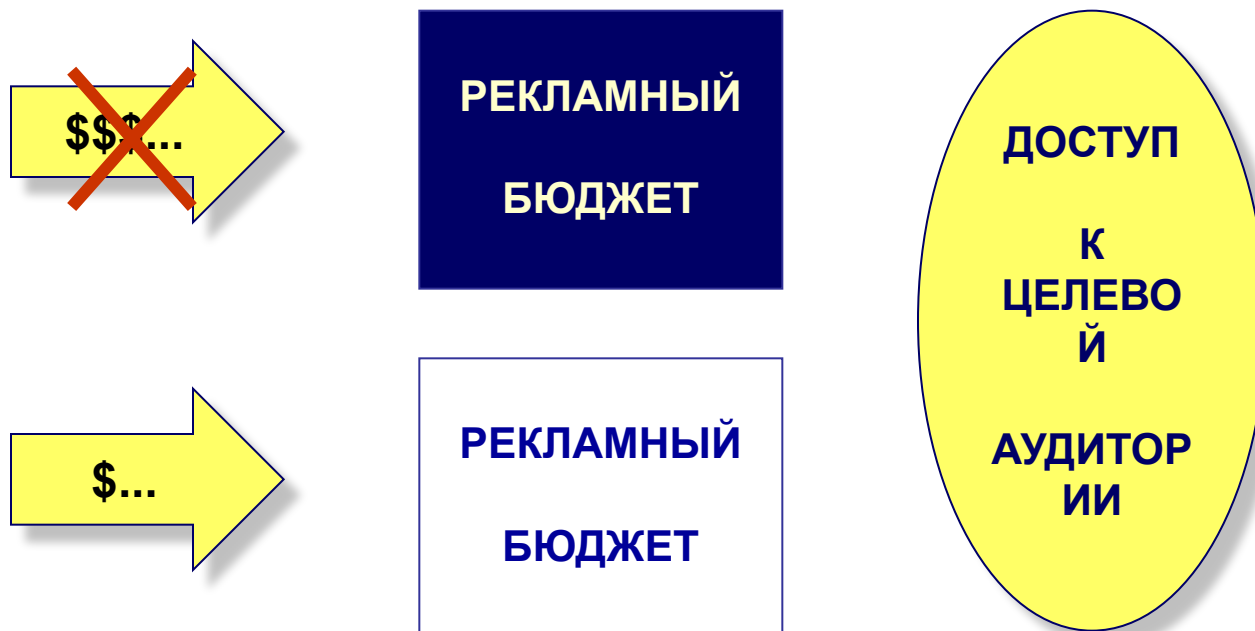 $$$...
РЕКЛАМНЫЙ
БЮДЖЕТ
$...
РЕКЛАМНЫЙ
БЮДЖЕТ
ДОСТУП
К
ЦЕЛЕВО
Й
АУДИТОР
ИИ